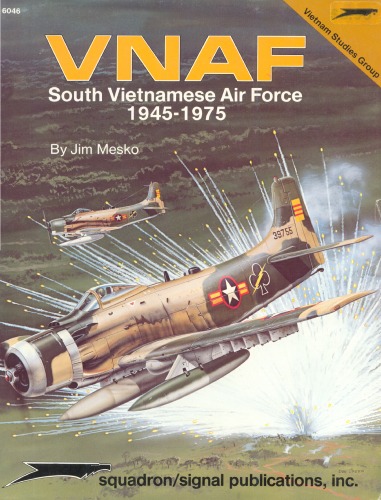 6046
Vietnam Studies Group
VNAF
South Vietnamese Air Force
1945-1975
By Jim Mesko
39755
squadron/signal publications, inc.